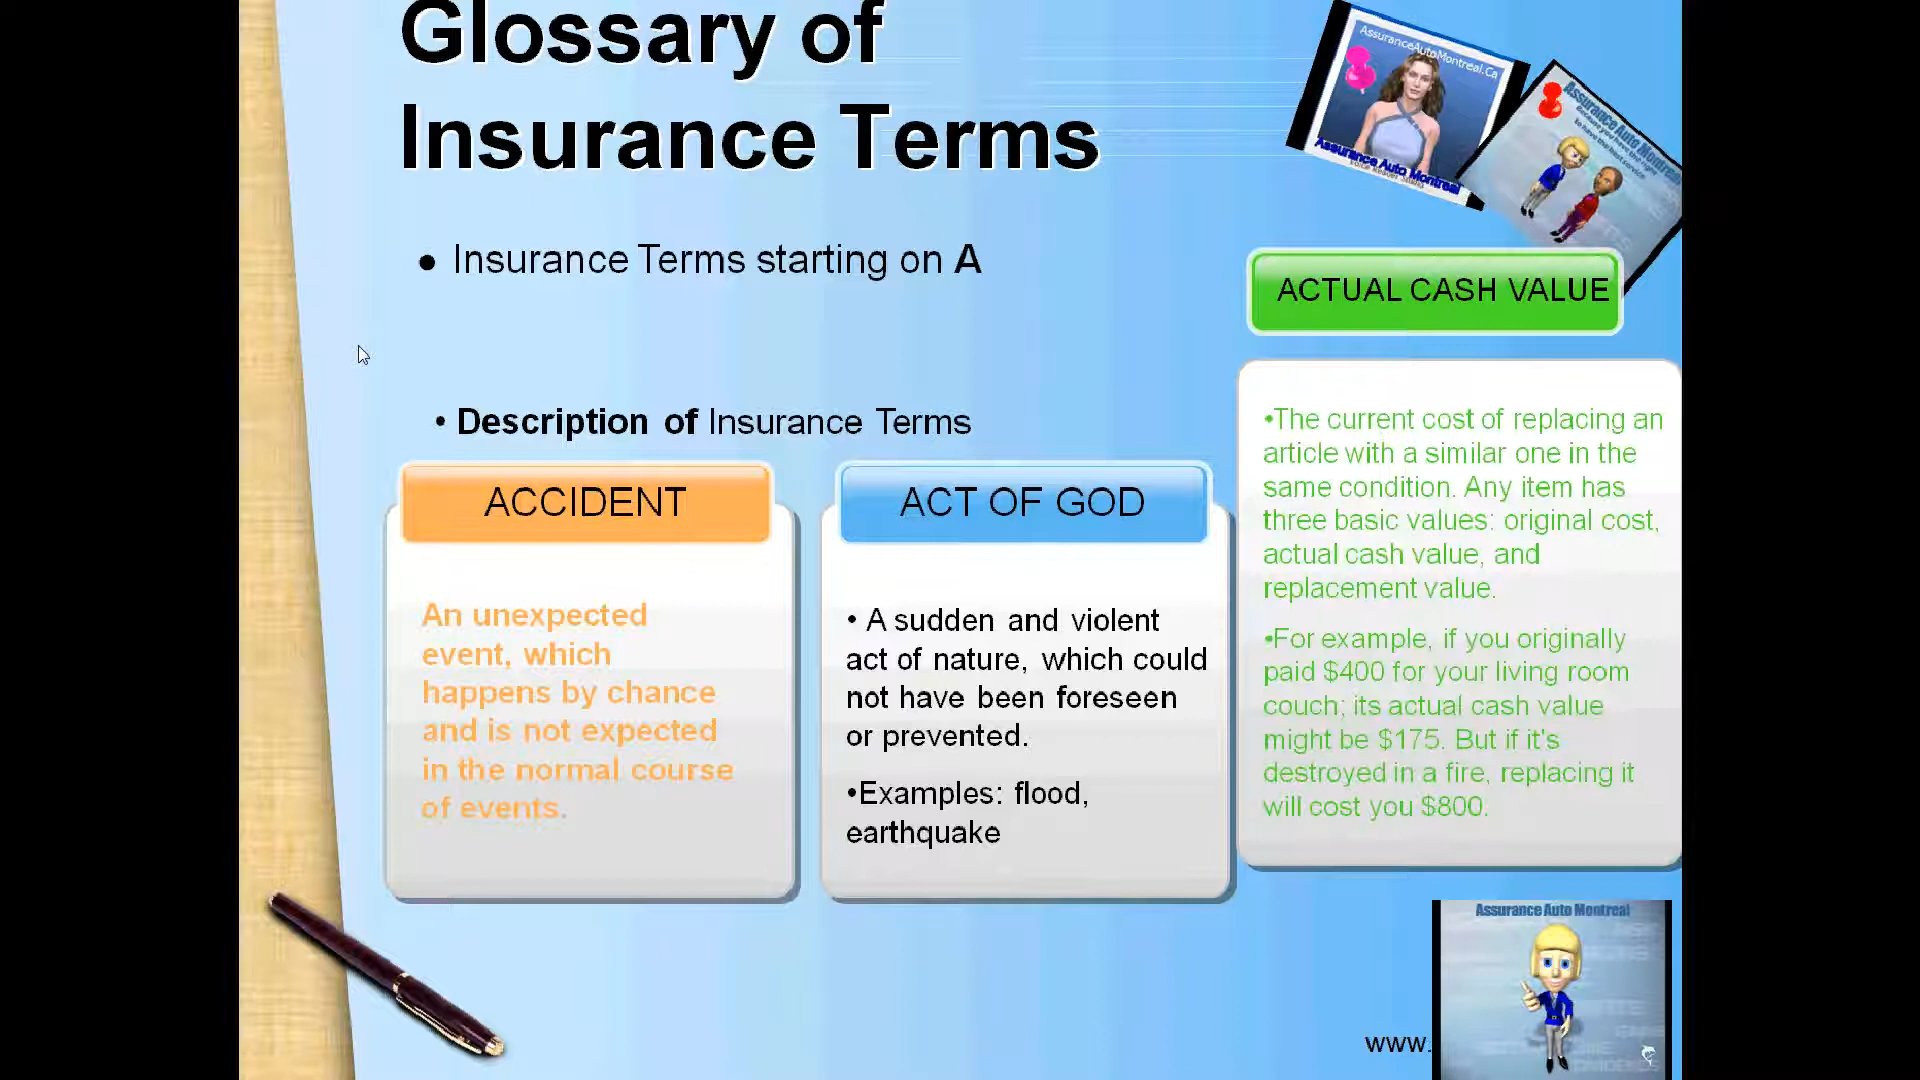 Glossary of
Insurance Terms
AssuranceAutoMontreal.Ca
Assurance Auto Montreal
Assurance Auto Montreal
● Insurance Terms starting on A
• Description of Insurance Terms
ACCIDENT
An unexpected
event, which
happens by chance
and is not expected
in the normal course
of events.
ACT OF GOD
• A sudden and violent
act of nature, which could
not have been foreseen
or prevented.
•Examples: flood,
earthquake
ACTUAL CASH VALUE
•The current cost of replacing an
article with a similar one in the
same condition. Any item has
three basic values: original cost,
actual cash value, and
replacement value.
•For example, if you originally
paid $400 for your living room
couch; its actual cash value
might be $175. But if it's
destroyed in a fire, replacing it
will cost you $800.
www.
Assurance Auto Montreal